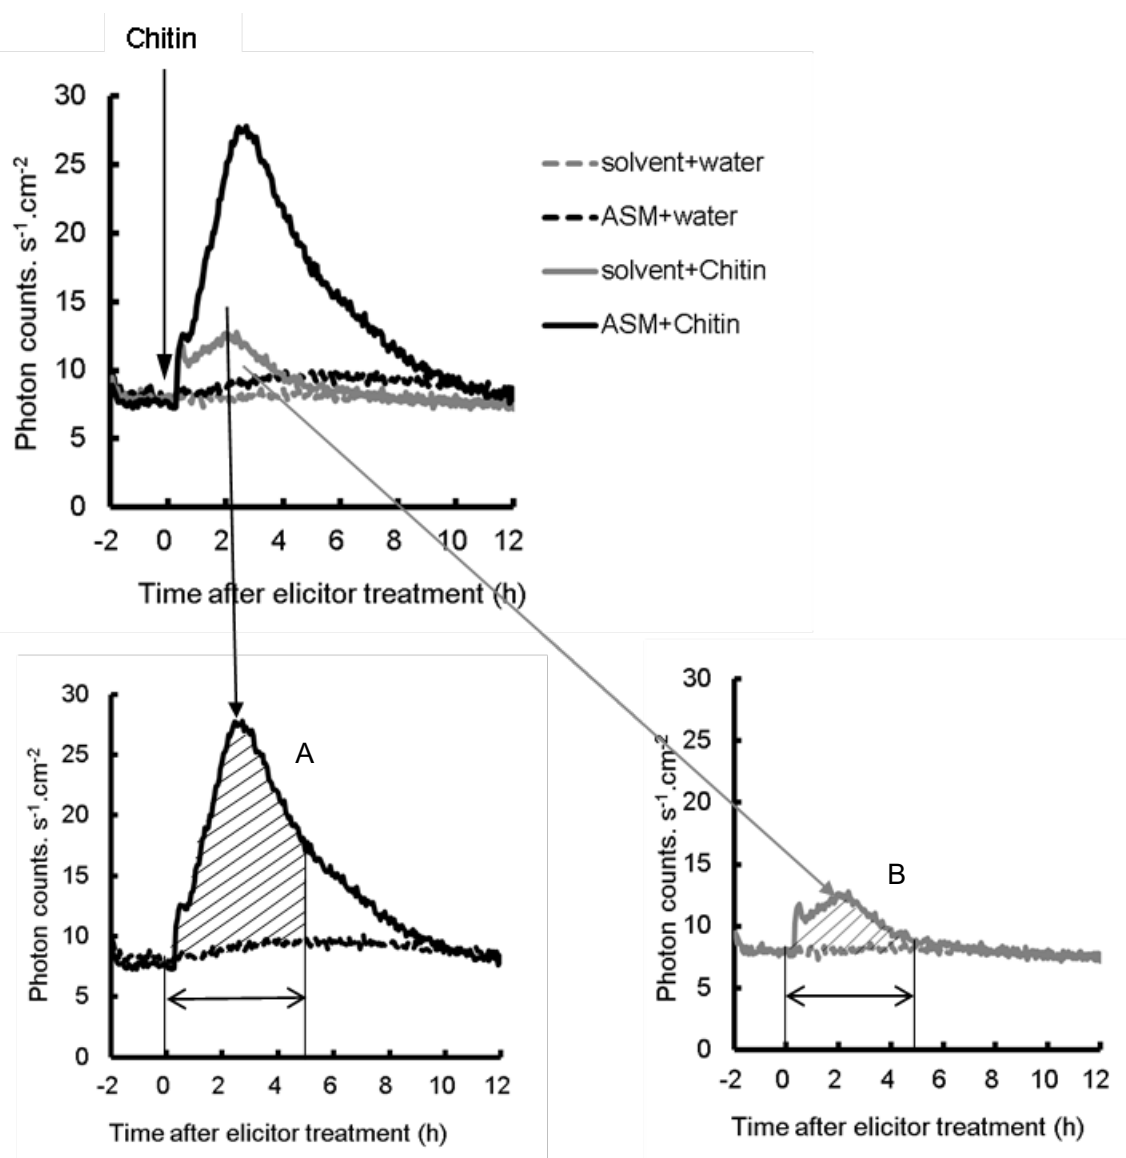 Chitin
30
25
20
15
10
5
0
Photon counts. s-1.cm-2
-2 0 2 4 6 8 10 12
Time after elicitor treatment (h)
solvent+water
ASM+water
solvent+Chitin
ASM+Chitin
30
25
20
15
10
5
0
Photon counts. s-1.cm-2
A
-2 0 2 4 6 8 10 12
Time after elicitor treatment (h)
30
25
20
15
10
5
0
Photon counts. s-1.cm-2
B
-2 0 2 4 6 8 10 12
Time after elicitor treatment (h)